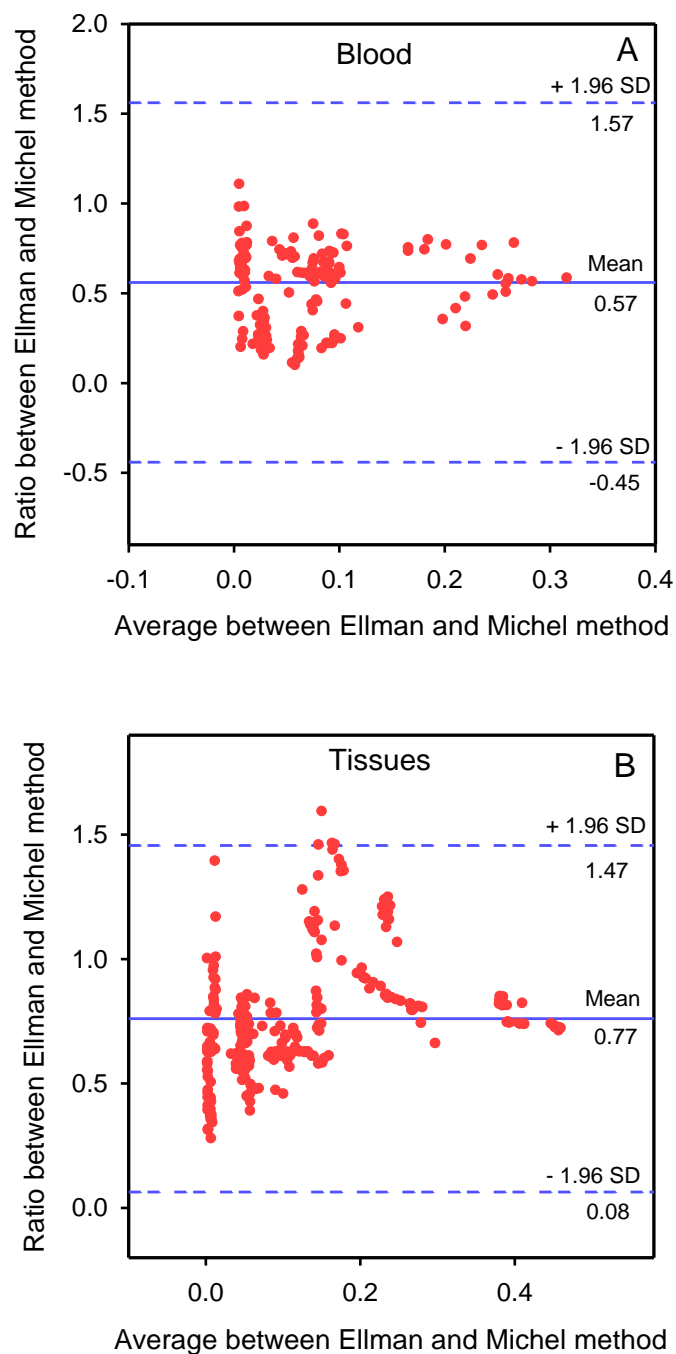 Blood
A
Ratio between Ellman and Michel method
2.0
1.5
1.0
0.5
0.0
-0.5
+ 1.96 SD
1.57
Mean
0.57
- 1.96 SD
-0.45
-0.1 0.0 0.1 0.2 0.3 0.4
Average between Ellman and Michel method
Tissues
B
Ratio between Ellman and Michel method
1.5
1.0
0.5
0.0
+ 1.96 SD
1.47
Mean
0.77
- 1.96 SD
0.08
0.0 0.2 0.4
Average between Ellman and Michel method